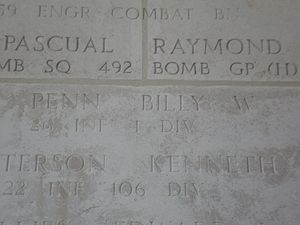 59 ENGR COMBAT BN
PASCUAL RAYMOND
MB SQ 492 BOMB GP (H)
PENN BILLY W
26 INF 1 DIV
TERSON KENNETH
22 INF 106 DIV